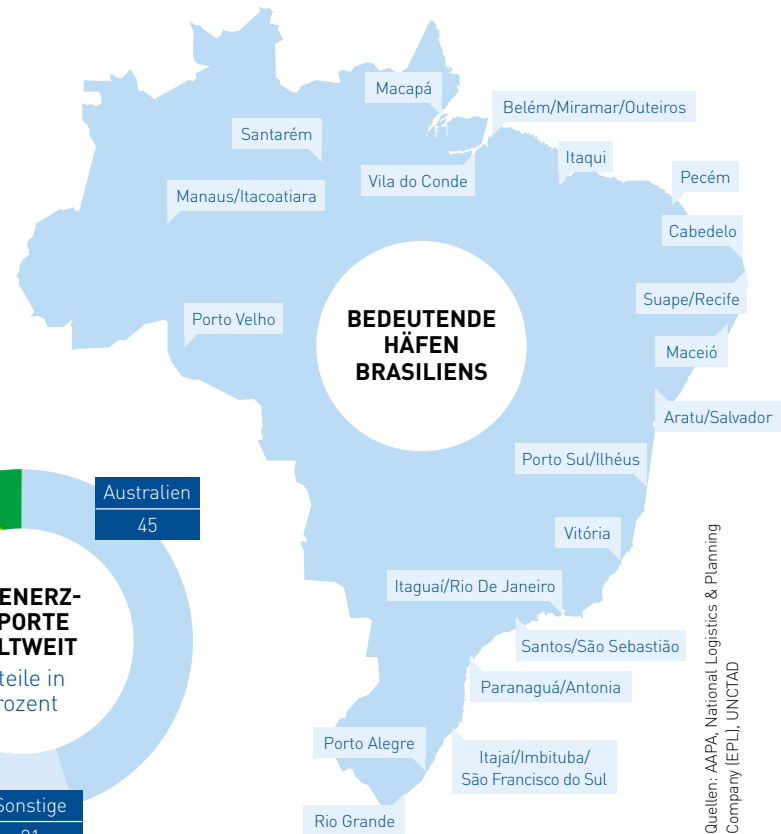 Macapá
Belém/Miramar/Outeiros
Santarém
Itaqui
Vila do Conde
Pecém
Manaus/Itacoatiara
Cabedelo
Suape/Recife
Porto Velho
BEDEUTENDE
HÄFEN
BRASILIENS
Maceió
Aratu/Salvador
Porto Sul/Ilhéus
Vitória
Itaguaí/Rio De Janeiro
Santos/São Sebastião
Paranaguá/Antonia
Porto Alegre
Itajaí/Imbituba/
São Francisco do Sul
Rio Grande
Australien
45
ENERZ-
PORTE
LTWEIT
teile in
rozent
Sonstige
Quellen: AAPA, National Logistics & Planning
Company (EPL), UNCTAD